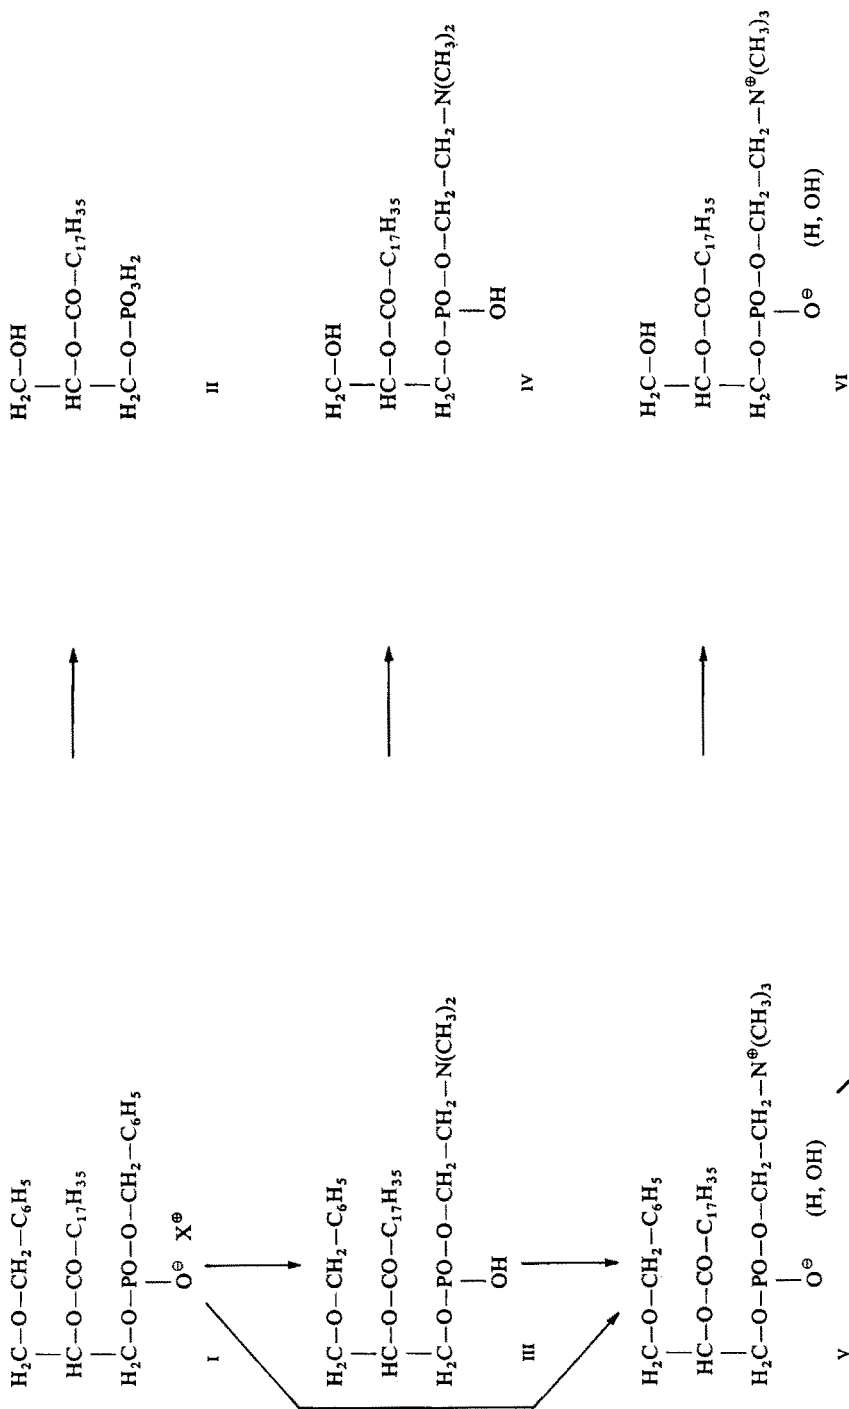 H₂C—O—CH₂—C₆H₅
HC—O—CO—C₁₇H₃₅
H₂C—O—PO—O—CH₂—C₆H₅
O⊖ X⊕
I
H₂C—OH
HC—O—CO—C₁₇H₃₅
H₂C—O—PO₃H₂
II
H₂C—O—CH₂—C₆H₅
HC—O—CO—C₁₇H₃₅
H₂C—O—PO—O—CH₂—CH₂—N(CH₃)₂
OH
III
H₂C—OH
HC—O—CO—C₁₇H₃₅
H₂C—O—PO—O—CH₂—CH₂—N(CH₃)₂
OH
IV
H₂C—O—CH₂—C₆H₅
HC—O—CO—C₁₇H₃₅
H₂C—O—PO—O—CH₂—CH₂—N⊕(CH₃)₃
O⊖ (H, OH)
V
H₂C—OH
HC—O—CO—C₁₇H₃₅
H₂C—O—PO—O—CH₂—CH₂—N⊕(CH₃)₃
O⊖ (H, OH)
VI